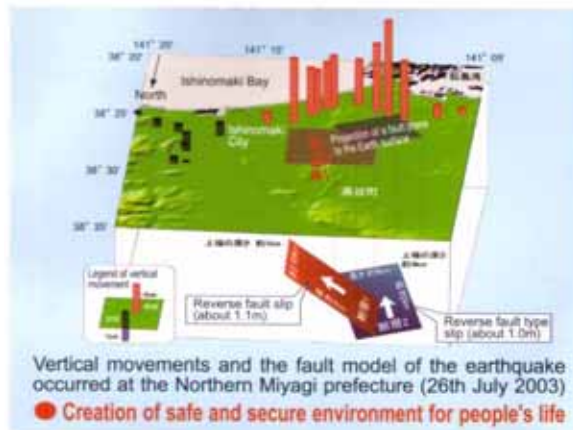 141° 20'
141° 10'
141° 05'
38° 20'
Ishinomaki Bay
North
38° 25'
Ishinomaki
City
Projection of a fault plane
to the Earth surface
38° 30'
38° 35'
Legend of vertical
movement
Reverse fault slip
(about 1.1m)
Reverse fault type
slip (about 1.0m)
Vertical movements and the fault model of the earthquake
occurred at the Northern Miyagi prefecture (26th July 2003)
Creation of safe and secure environment for people's life